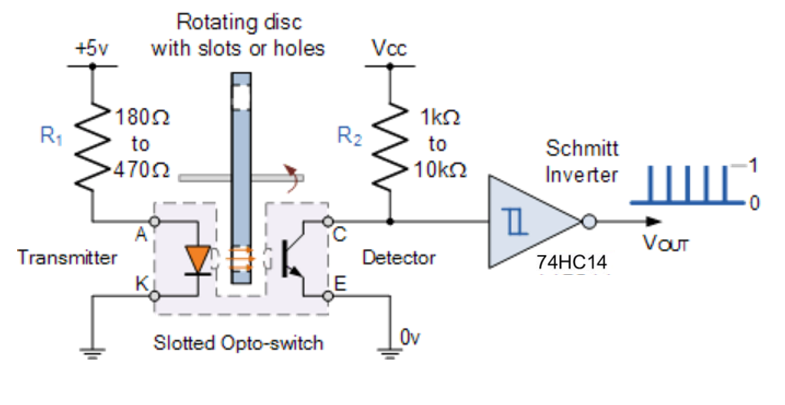 Rotating disc
with slots or holes
+5v
Vcc
R1
180Ω
to
470Ω
R2
1kΩ
to
10kΩ
Schmitt
Inverter
1
0
A
C
Transmitter
Detector
VOUT
74HC14
K
E
Slotted Opto-switch
0v